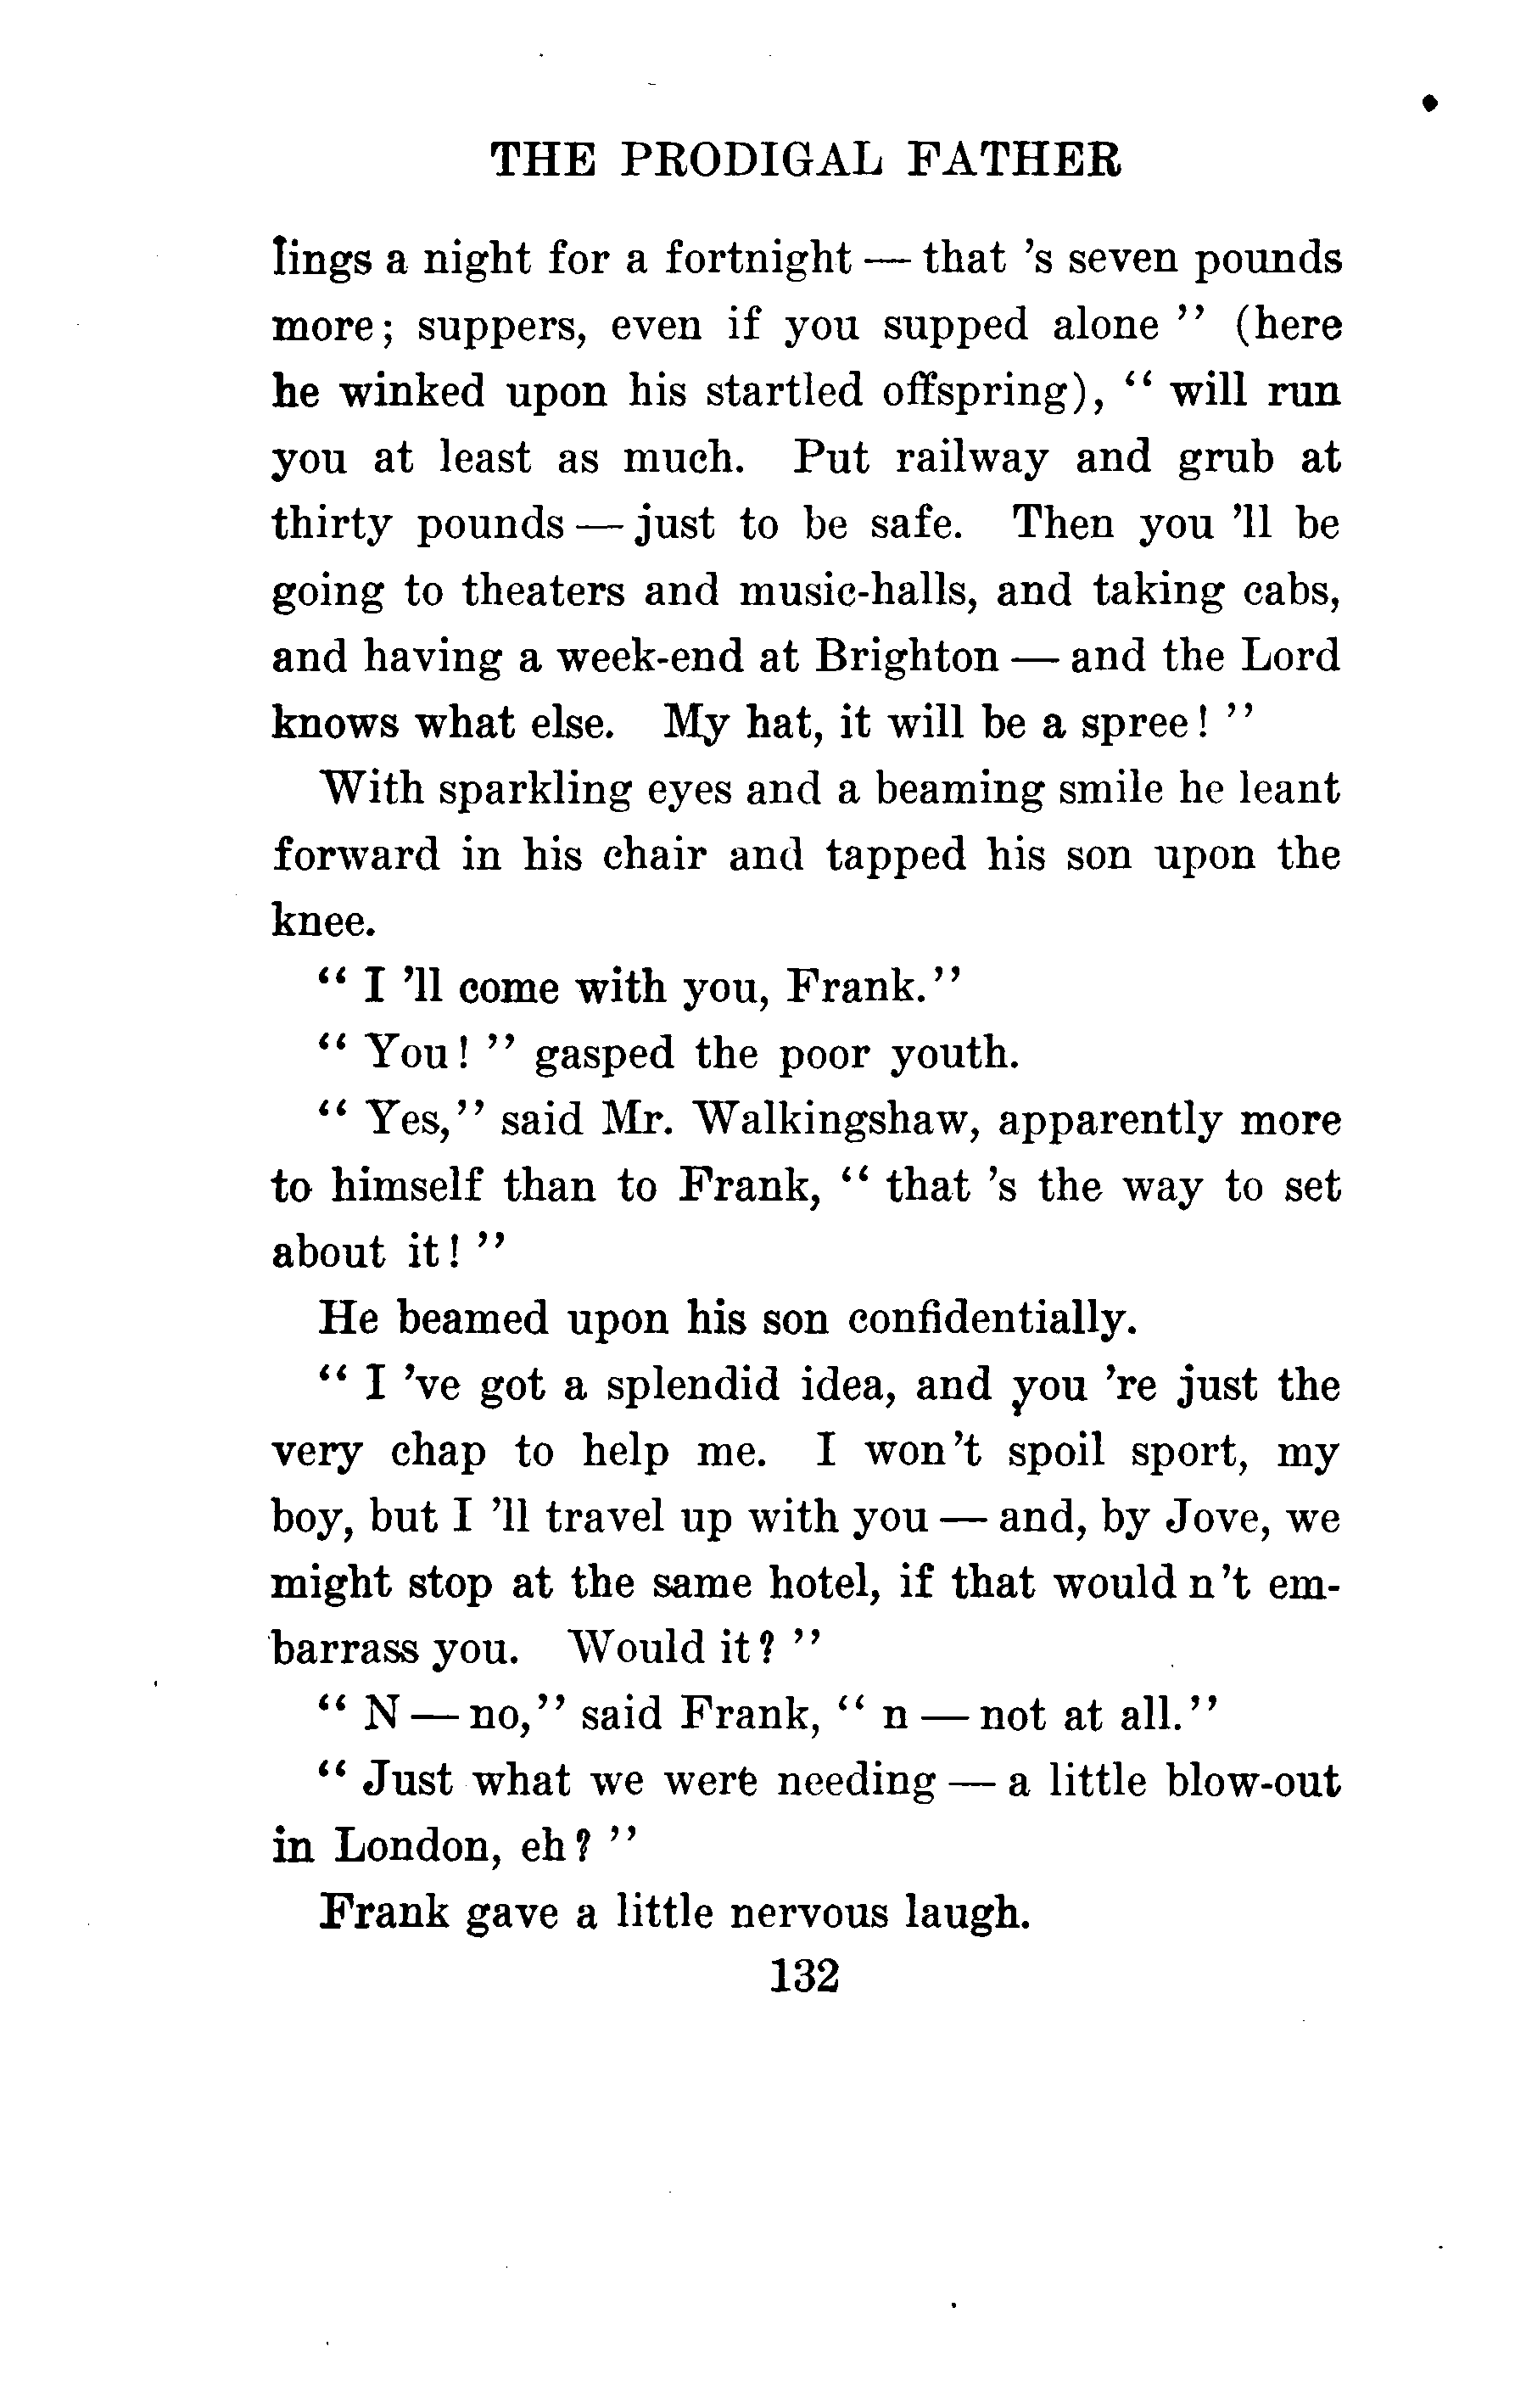 THE PRODIGAL FATHER
lings a night for a fortnight — that 's seven pounds
more; suppers, even if you supped alone " (here
he winked upon his startled offspring), " will run
you at least as much. Put railway and grub at
thirty pounds — just to be safe. Then you 'll be
going to theaters and music-halls, and taking cabs,
and having a week-end at Brighton — and the Lord
knows what else. My hat, it will be a spree! "
With sparkling eyes and a beaming smile he leant
forward in his chair and tapped his son upon the
knee.
" I 'll come with you, Frank."
" You! " gasped the poor youth.
" Yes," said Mr. Walkingshaw, apparently more
to himself than to Frank, " that 's the way to set
about it! "
He beamed upon his son confidentially.
" I 've got a splendid idea, and you 're just the
very chap to help me. I won't spoil sport, my
boy, but I 'll travel up with you — and, by Jove, we
might stop at the same hotel, if that would n't em-
barrass you. Would it? "
" N — no," said Frank, " n — not at all."
" Just what we were needing — a little blow-out
in London, eh? "
Frank gave a little nervous laugh.
132